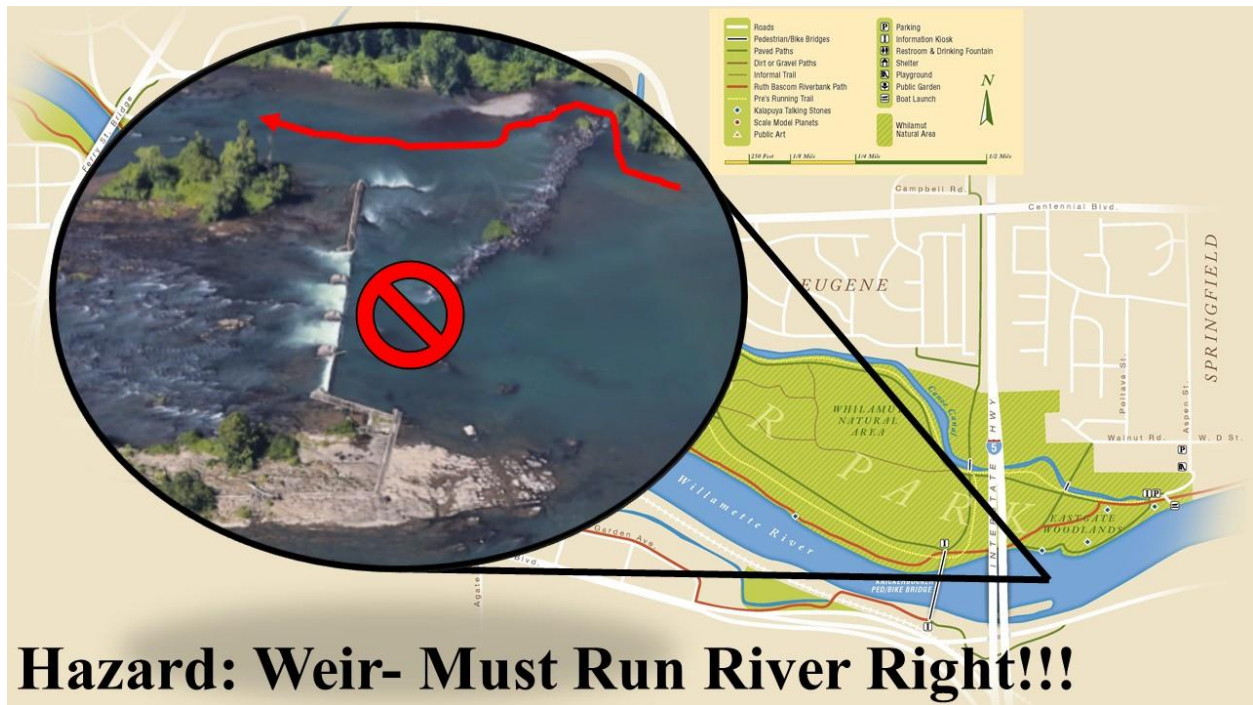 Roads
Pedestrian/Bike Bridges
Paved Paths
Dirt or Gravel Paths
Informal Trail
Ruth Bascom Riverbank Path
Pre's Running Trail
Kalapuya Talking Stones
Scale Model Planets
Public Art
P Parking
i Information Kiosk
Restroom & Drinking Fountain
Shelter
Playground
Public Garden
Boat Launch
Whilamut
Natural Area
N
250 Feet
1/8 Mile
1/4 Mile
1/2 Mile
Ferry St. Bridge
Campbell Rd.
Centennial Blvd.
EUGENE
SPRINGFIELD
Canoe Canal
WHILAMUT
NATURAL
AREA
R PARK
INTERSTATE 5 HWY
Poltava St.
Aspen St.
Walnut Rd.
W. D St.
P
i P
EASTGATE
WOODLANDS
Willamette River
Garden Ave.
Blvd.
Agate
i
KNICKERBOCKER
PED/BIKE BRIDGE
i
Hazard: Weir- Must Run River Right!!!